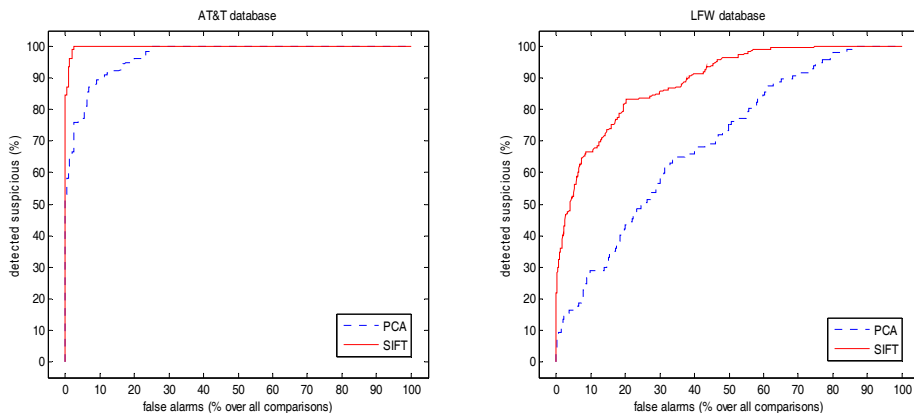 AT&T database
100
90
80
70
60
50
40
30
20
10
0
detected suspicious (%)
PCA
SIFT
0 10 20 30 40 50 60 70 80 90 100
false alarms (% over all comparisons)
LFW database
100
90
80
70
60
50
40
30
20
10
0
detected suspicious (%)
PCA
SIFT
0 10 20 30 40 50 60 70 80 90 100
false alarms (% over all comparisons)